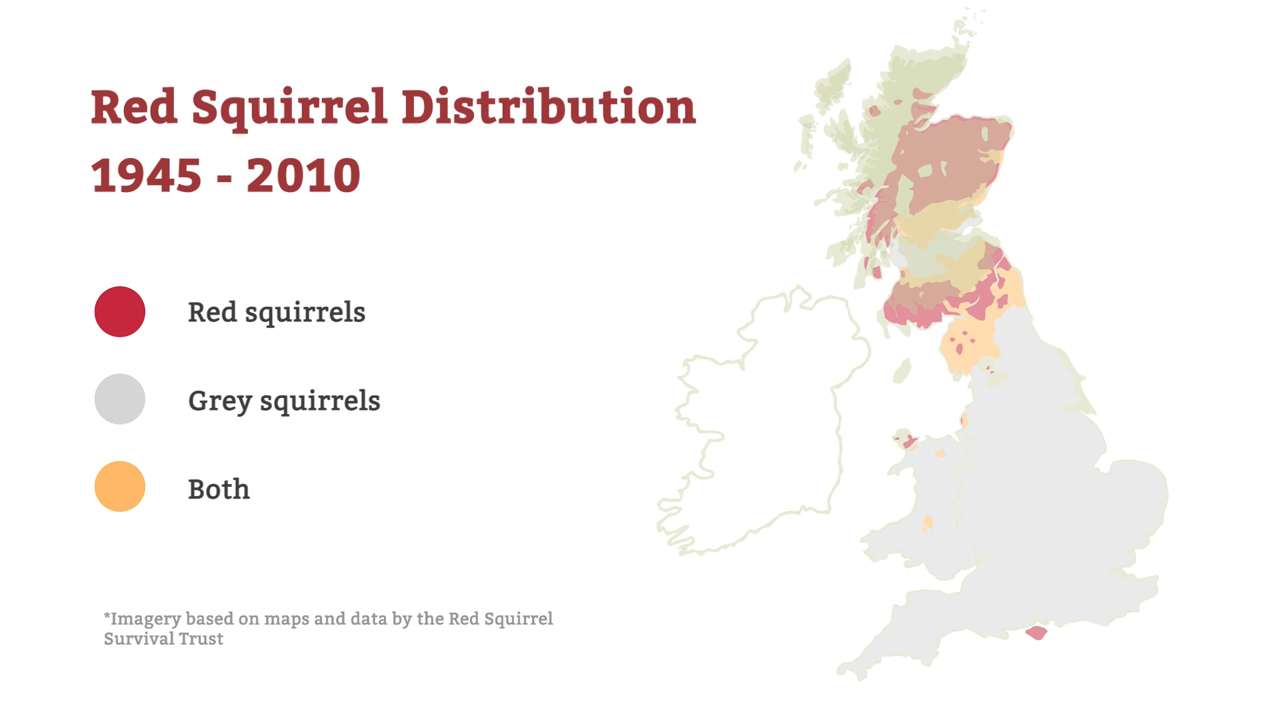 Red Squirrel Distribution
1945 - 2010
Red squirrels
Grey squirrels
Both
*Imagery based on maps and data by the Red Squirrel
Survival Trust